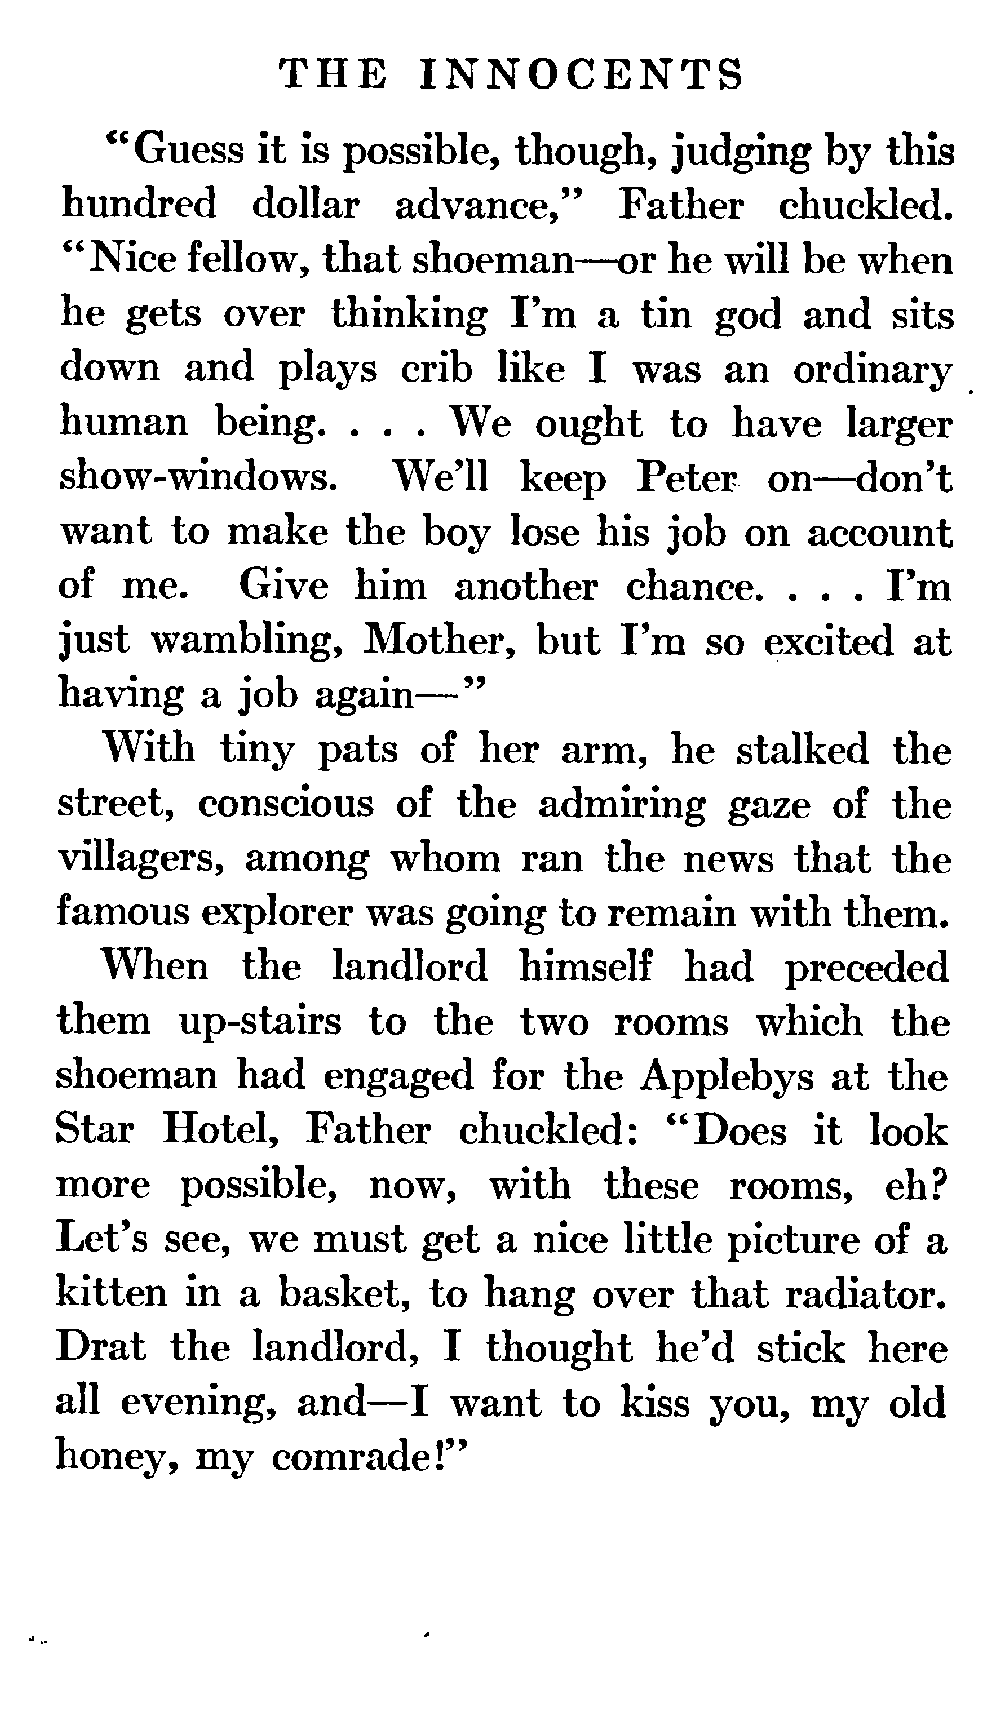 THE INNOCENTS
“Guess it is possible, though, judging by this
hundred dollar advance,” Father chuckled.
“Nice fellow, that shoeman—or he will be when
he gets over thinking I’m a tin god and sits
down and plays crib like I was an ordinary
human being. . . . We ought to have larger
show-windows. We’ll keep Peter on—don’t
want to make the boy lose his job on account
of me. Give him another chance. . . . I’m
just wambling, Mother, but I’m so excited at
having a job again—”
With tiny pats of her arm, he stalked the
street, conscious of the admiring gaze of the
villagers, among whom ran the news that the
famous explorer was going to remain with them.
When the landlord himself had preceded
them up-stairs to the two rooms which the
shoeman had engaged for the Applebys at the
Star Hotel, Father chuckled: “Does it look
more possible, now, with these rooms, eh?
Let’s see, we must get a nice little picture of a
kitten in a basket, to hang over that radiator.
Drat the landlord, I thought he’d stick here
all evening, and—I want to kiss you, my old
honey, my comrade!”